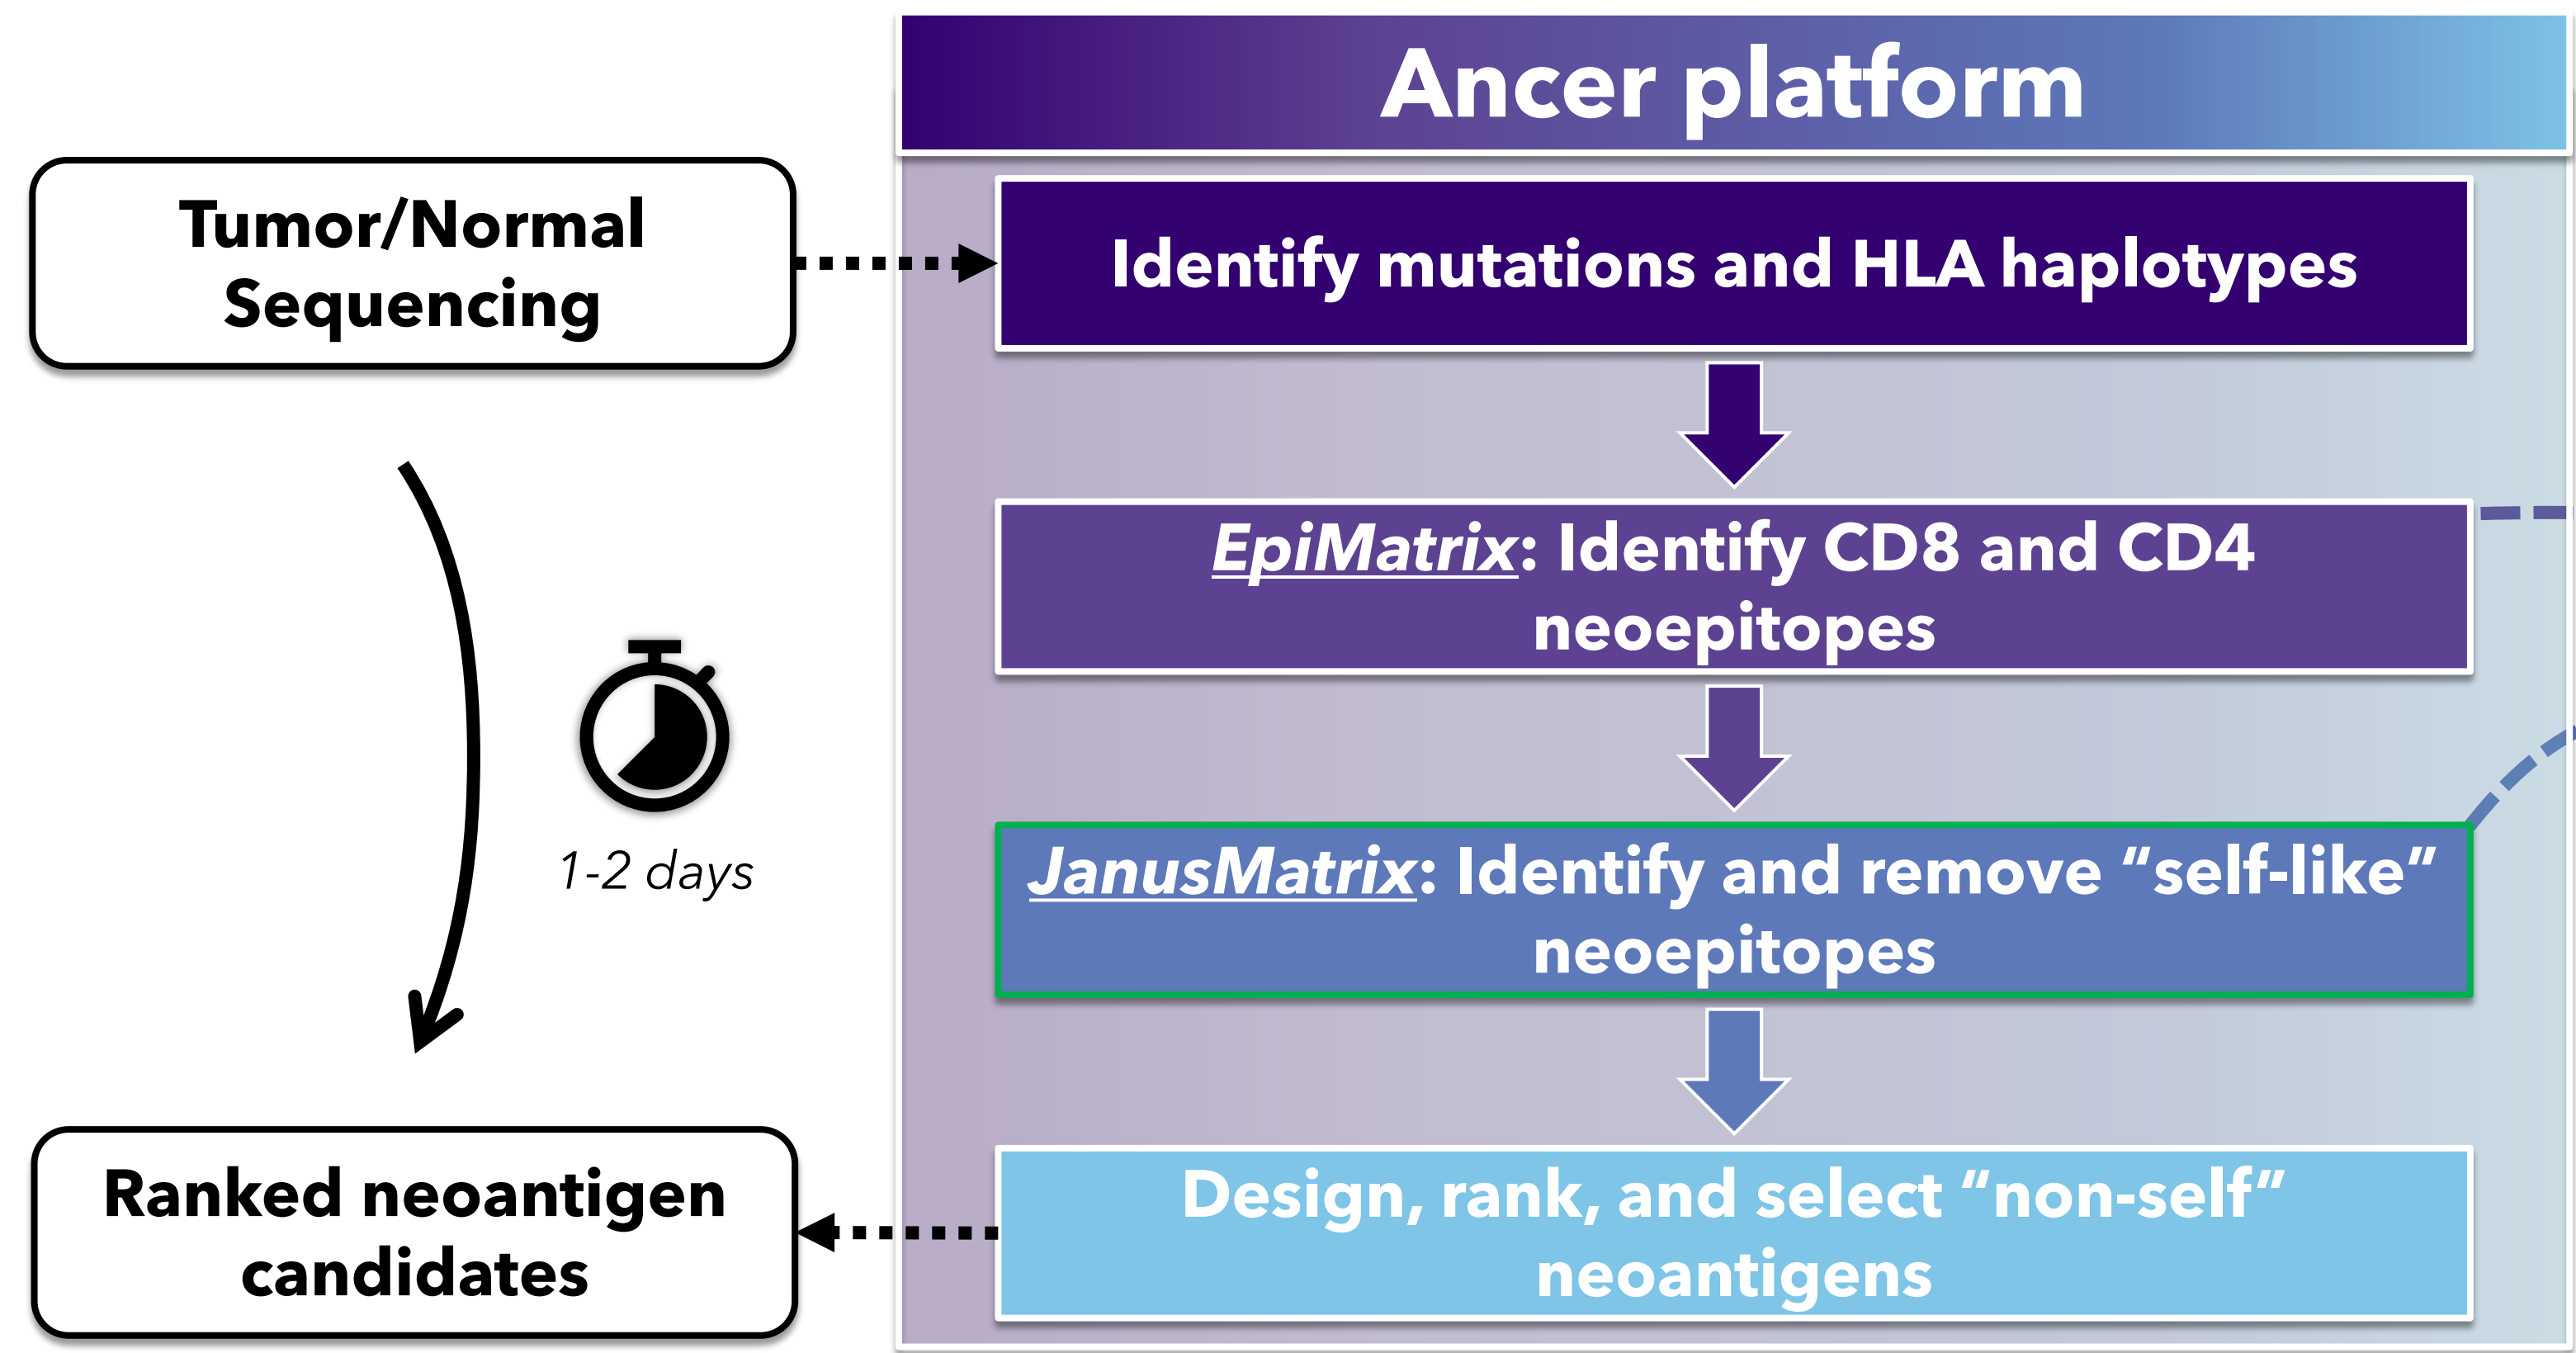 Ancer platform
Tumor/Normal
Sequencing
Identify mutations and HLA haplotypes
EpiMatrix: Identify CD8 and CD4
neoepitopes
1-2 days
JanusMatrix: Identify and remove “self-like”
neoepitopes
Ranked neoantigen
candidates
Design, rank, and select “non-self”
neoantigens